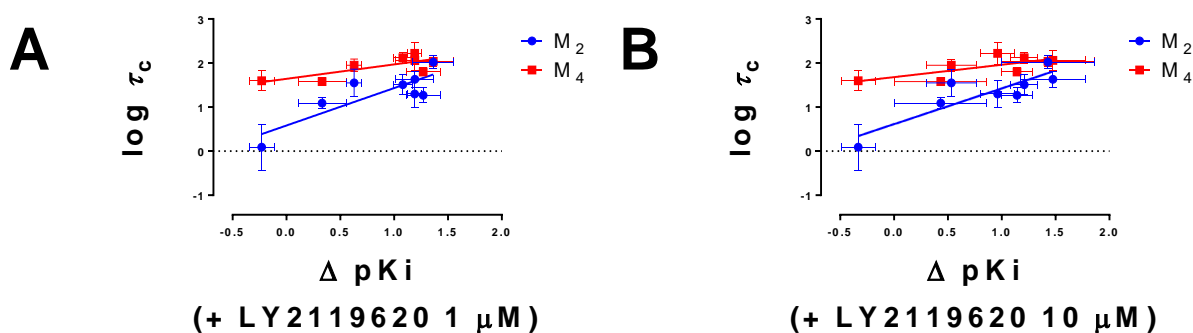 A
log τC
3
2
1
0
-1
-0.5 0.0 0.5 1.0 1.5 2.0
Δ pKi
(+ LY2119620 1 μM)
M2
M4
B
log τC
3
2
1
0
-1
-0.5 0.0 0.5 1.0 1.5 2.0
Δ pKi
(+ LY2119620 10 μM)
M2
M4